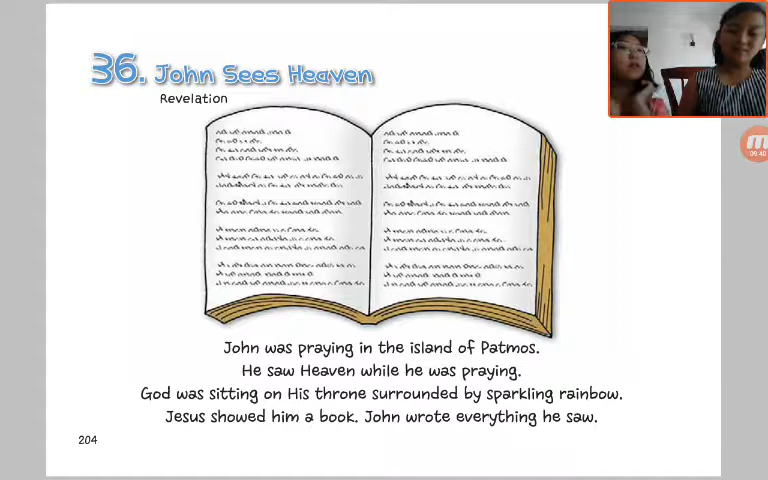 36. John Sees Heaven
Revelation
John was praying in the island of Patmos.
He saw Heaven while he was praying.
God was sitting on His throne surrounded by sparkling rainbow.
Jesus showed him a book. John wrote everything he saw.
204
09:40